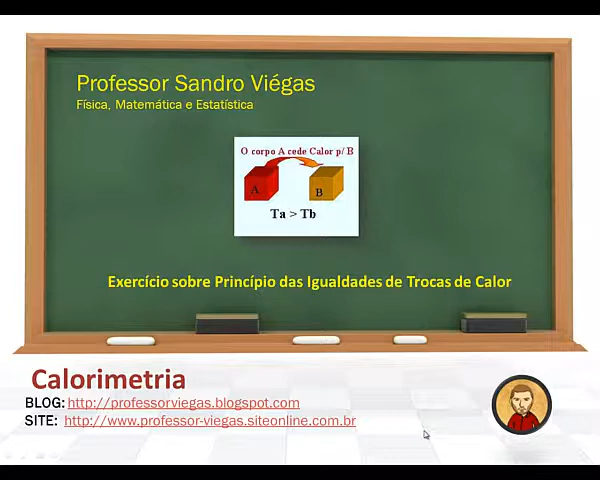 Professor Sandro Viégas
Física, Matemática e Estatística
O corpo A cede Calor p/ B
A
B
Ta > Tb
Exercício sobre Princípio das Igualdades de Trocas de Calor
Calorimetria
BLOG: http://professorviegas.blogspot.com
SITE: http://www.professor-viegas.siteonline.com.br